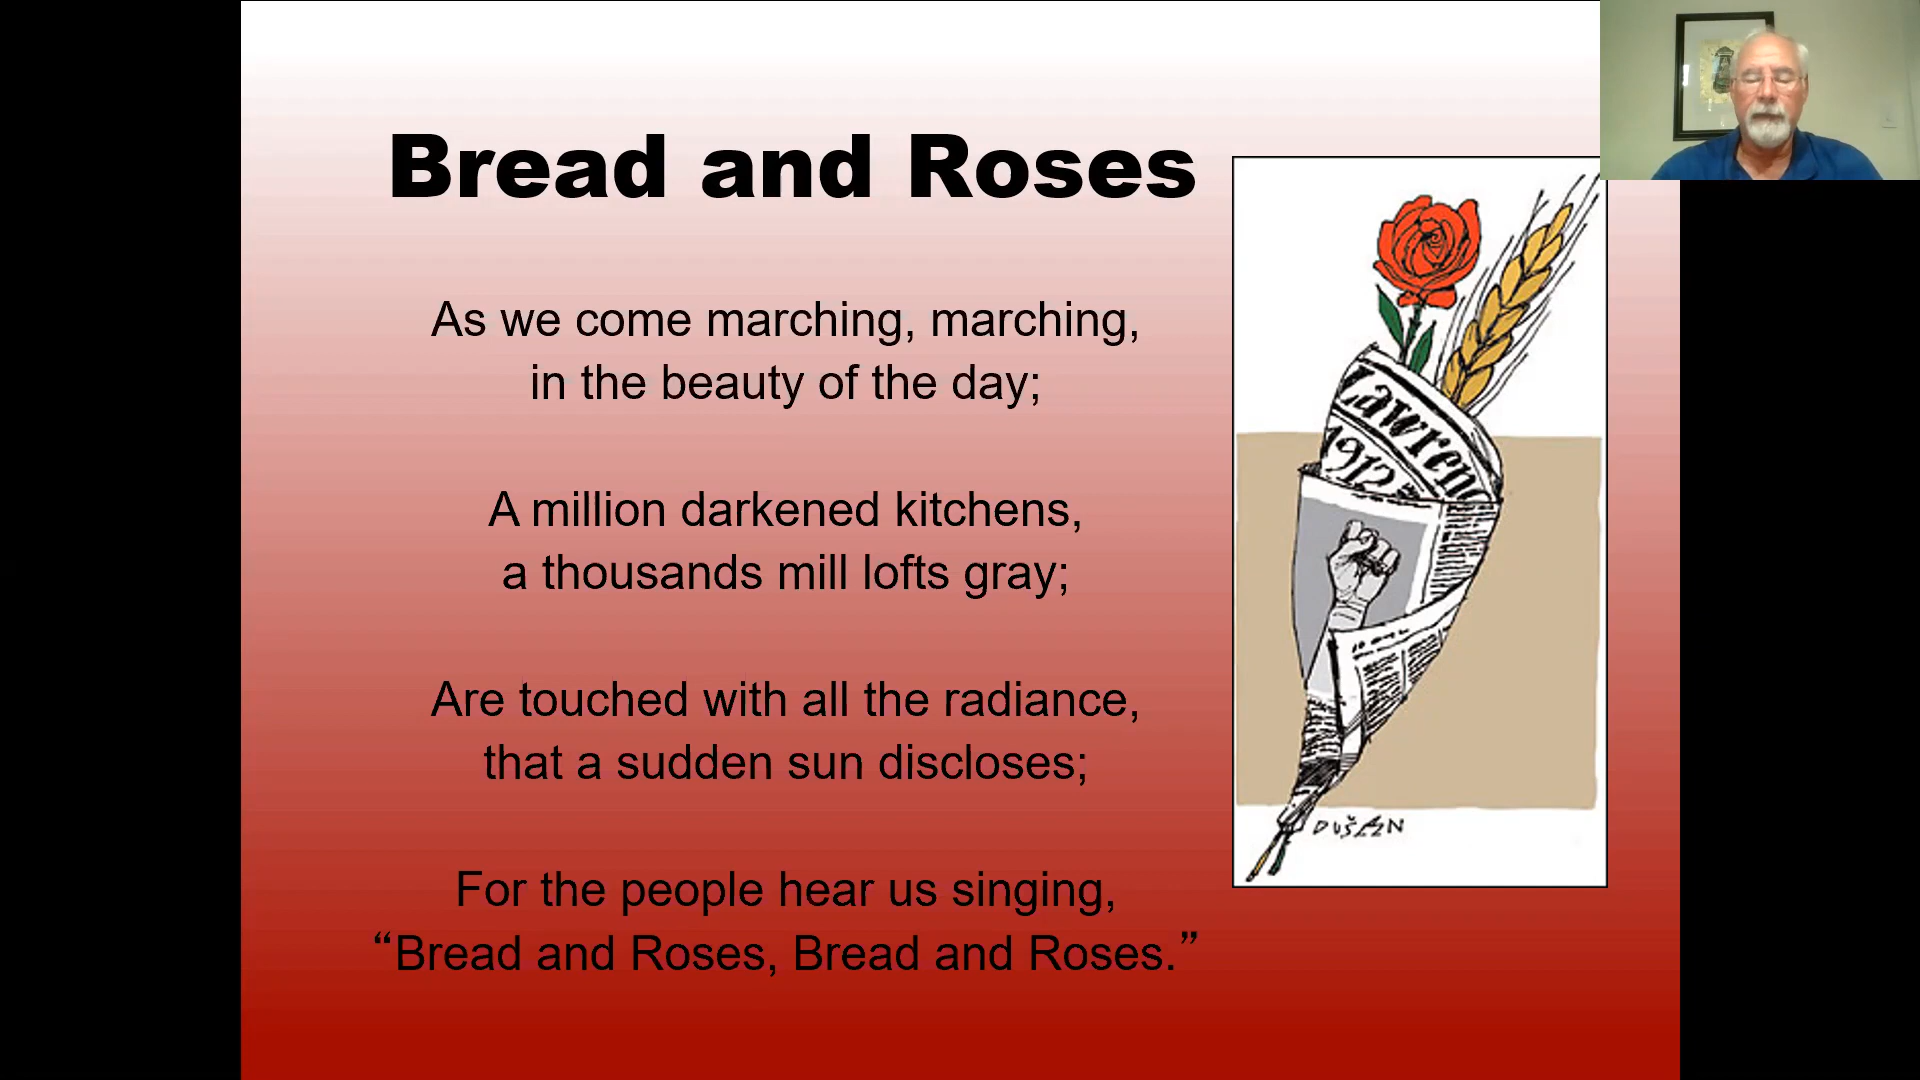 Bread and Roses
As we come marching, marching,
in the beauty of the day;
A million darkened kitchens,
a thousands mill lofts gray;
Are touched with all the radiance,
that a sudden sun discloses;
For the people hear us singing,
“Bread and Roses, Bread and Roses.”
Lawrenc
1912
DUŠAN